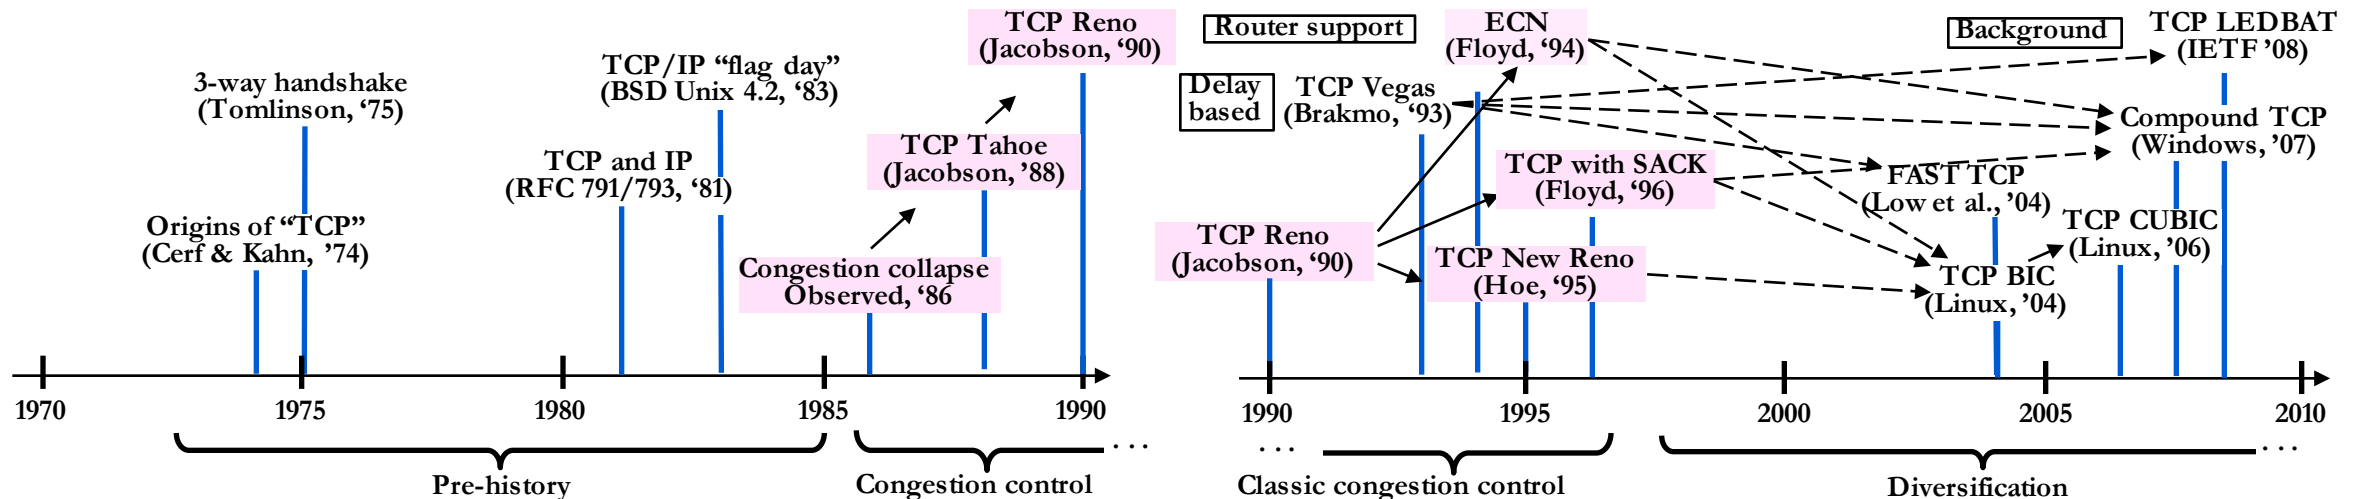 3-way handshake
(Tomlinson, ‘75)
Origins of “TCP”
(Cerf & Kahn, ’74)
TCP/IP “flag day”
(BSD Unix 4.2, ‘83)
TCP and IP
(RFC 791/793, ‘81)
TCP Reno
(Jacobson, ‘90)
TCP Tahoe
(Jacobson, ’88)
Congestion collapse
Observed, ‘86
1970
1975
1980
1985
1990
Pre-history
Congestion control
. . .
Router support
ECN
(Floyd, ‘94)
Background
TCP LEDBAT
(IETF ’08)
Delay
based
TCP Vegas
(Brakmo, ‘93)
Compound TCP
(Windows, ’07)
TCP with SACK
(Floyd, ‘96)
FAST TCP
(Low et al., ’04)
TCP Reno
(Jacobson, ‘90)
TCP CUBIC
(Linux, ’06)
TCP New Reno
(Hoe, ‘95)
TCP BIC
(Linux, ’04)
1990
1995
2000
2005
2010
. . .
Classic congestion control
Diversification
. . .